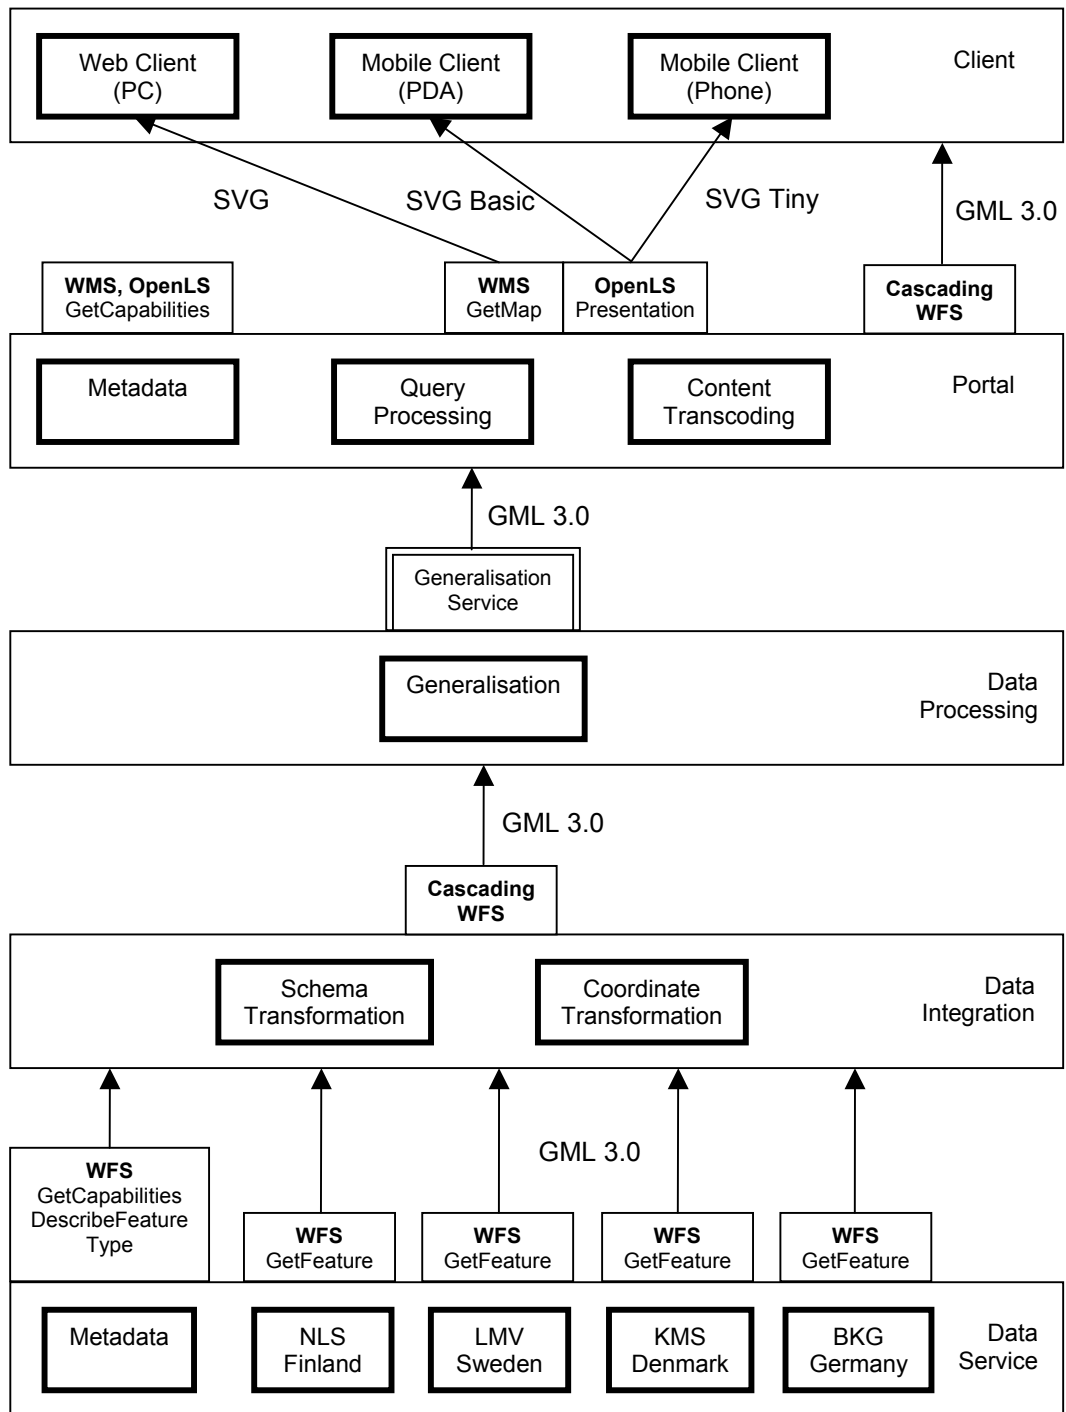 Web Client
(PC)
Mobile Client
(PDA)
Mobile Client
(Phone)
Client
SVG
SVG Basic
SVG Tiny
GML 3.0
WMS, OpenLS
GetCapabilities
WMS
GetMap
OpenLS
Presentation
Cascading
WFS
Metadata
Query
Processing
Content
Transcoding
Portal
GML 3.0
Generalisation
Service
Generalisation
Data
Processing
GML 3.0
Cascading
WFS
Schema
Transformation
Coordinate
Transformation
Data
Integration
GML 3.0
WFS
GetCapabilities
DescribeFeature
Type
WFS
GetFeature
WFS
GetFeature
WFS
GetFeature
WFS
GetFeature
Metadata
NLS
Finland
LMV
Sweden
KMS
Denmark
BKG
Germany
Data
Service